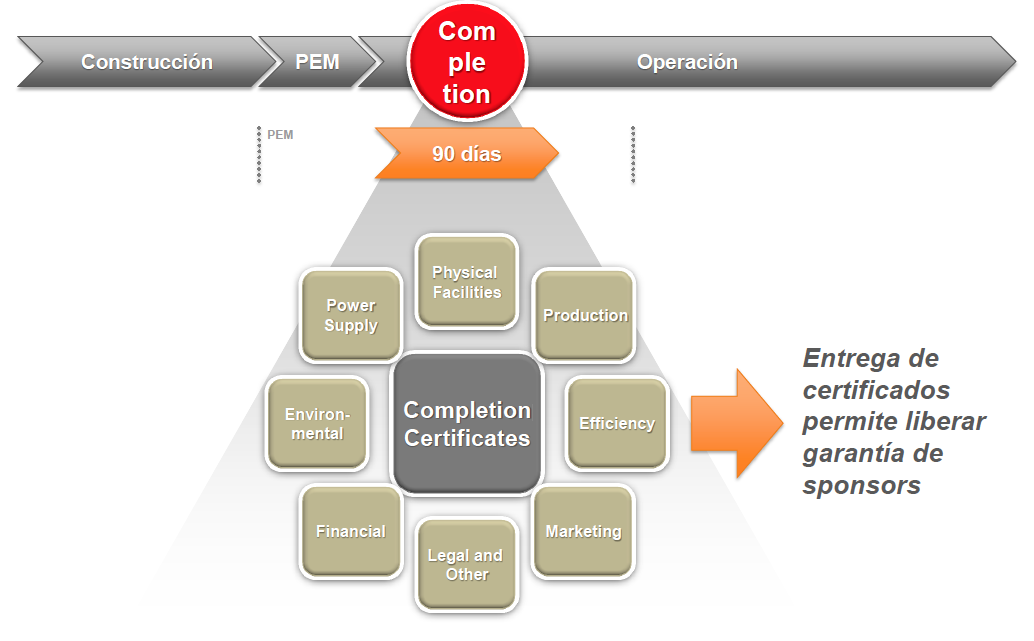 Construcción
PEM
Com
ple
tion
Operación
PEM
90 días
Physical
Facilities
Power
Supply
Production
Environ-
mental
Completion
Certificates
Efficiency
Financial
Marketing
Legal and
Other
Entrega de
certificados
permite liberar
garantía de
sponsors